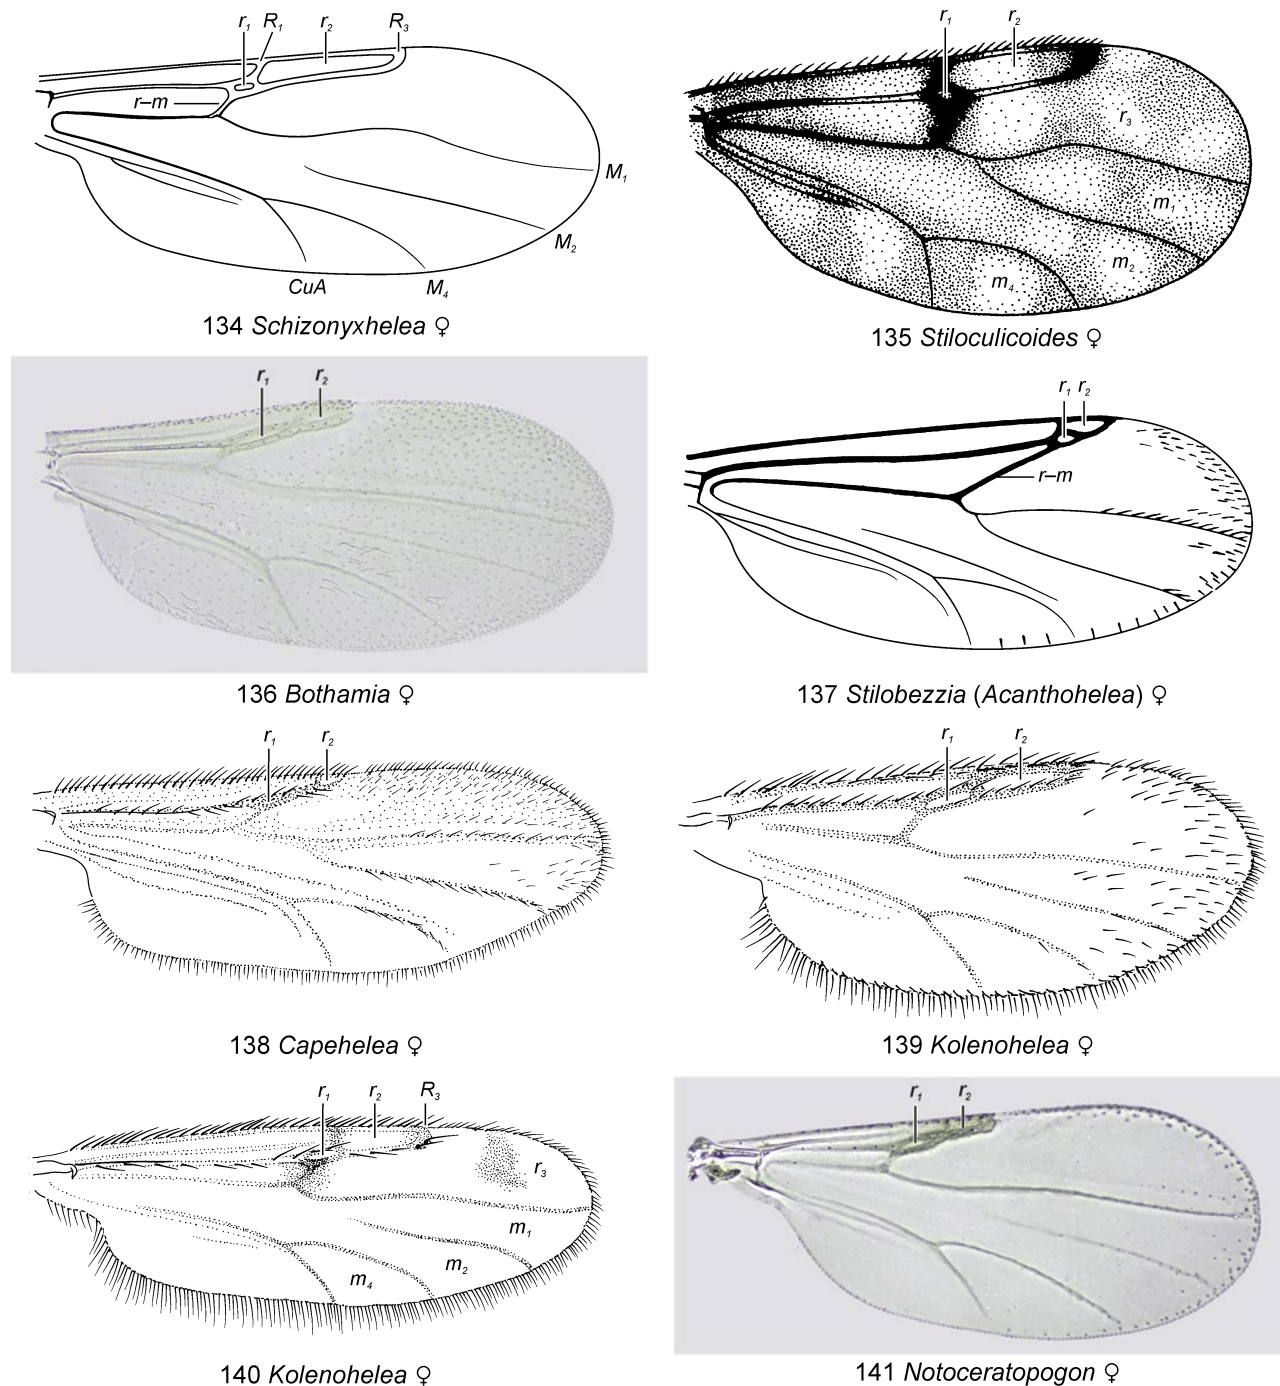 r₁ R₁ r₂ R₃
r–m
M₁
M₂
CuA M₄
134 Schizonyxhelea ♀
r₁ r₂
r₃
m₁
m₂
m₄
135 Stiloculicoides ♀
r₁ r₂
136 Bothamia ♀
r₁ r₂
r–m
137 Stilobezzia (Acanthohelea) ♀
r₁ r₂
138 Capehelea ♀
r₁ r₂
139 Kolenohelea ♀
r₁ r₂ R₃
r₃
m₁
m₂
m₄
140 Kolenohelea ♀
r₁ r₂
141 Notoceratopogon ♀